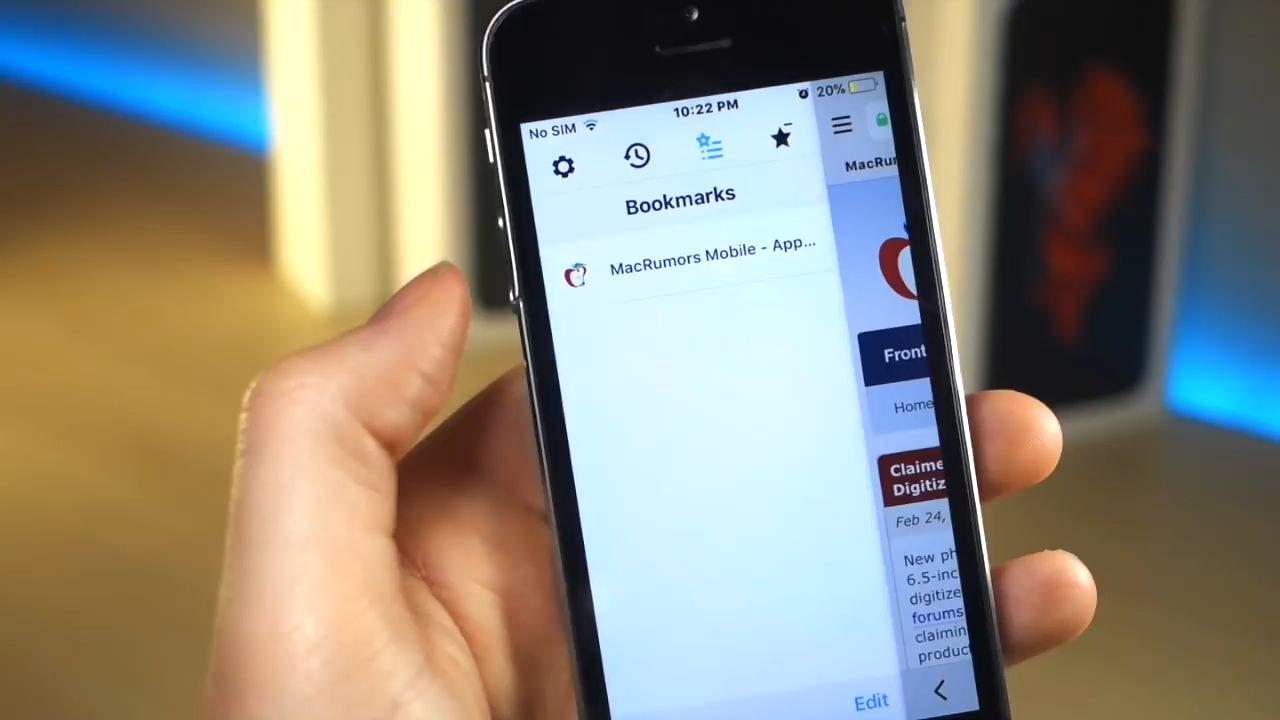 No SIM 10:22 PM 20%
Bookmarks
MacRumors Mobile - App...
Edit
MacRu
Front
Home
Claime
Digitiz
Feb 24,
New ph
6.5-inc
digitize
forums
claimin
produc